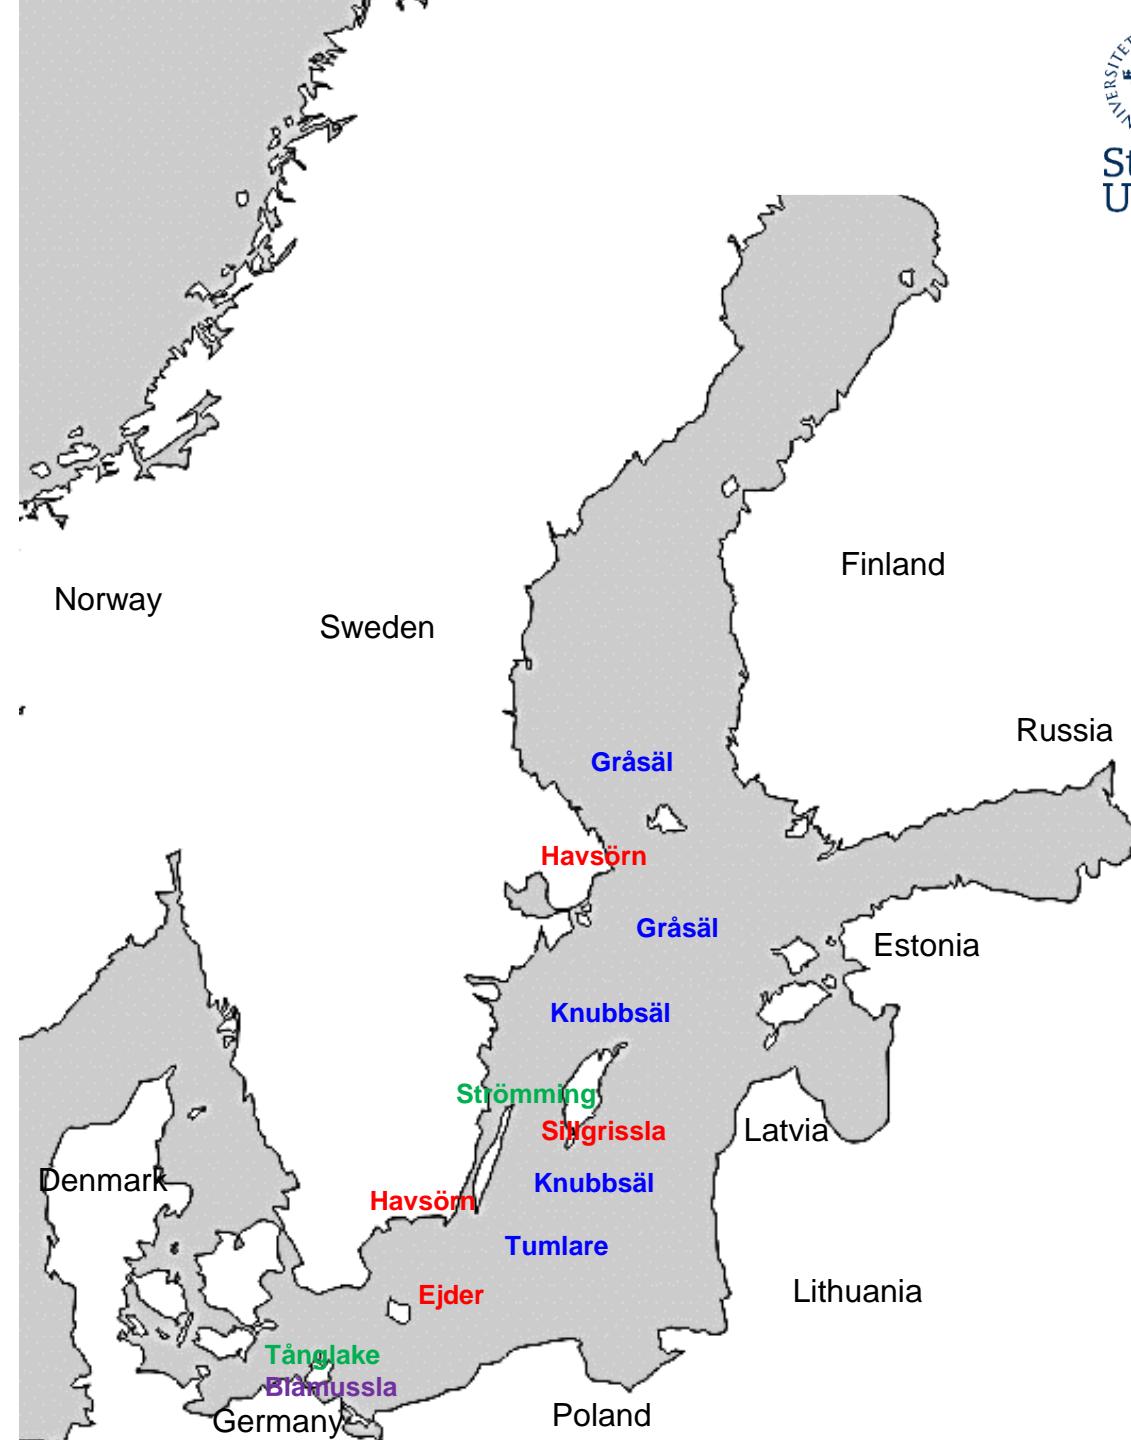 St
U
Finland
Norway
Sweden
Russia
Gråsäl
Havsörn
Gråsäl
Estonia
Knubbsäl
Strömming
Sillgrissla
Latvia
Denmark
Knubbsäl
Havsörn
Tumlare
Lithuania
Ejder
Tånglake
Blåmussla
Poland
Germany